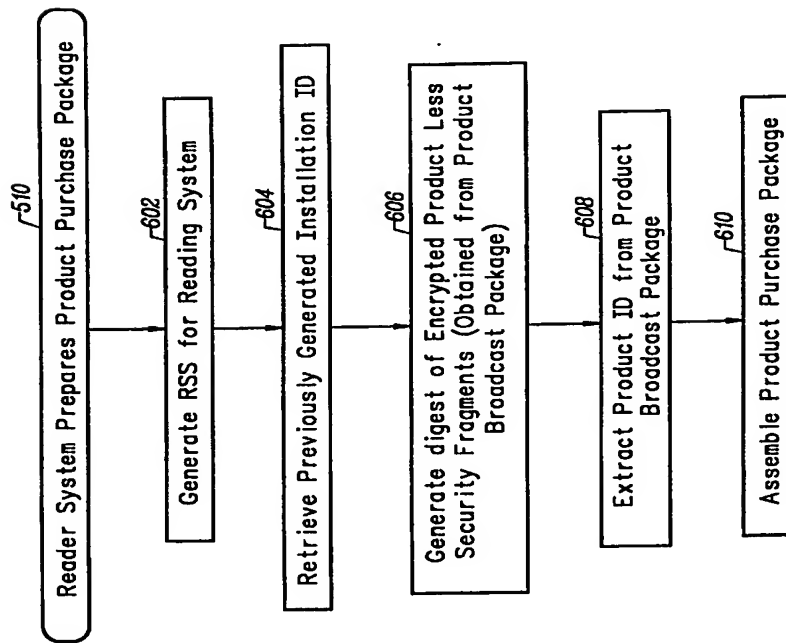 510
Reader System Prepares Product Purchase Package
602
Generate RSS for Reading System
604
Retrieve Previously Generated Installation ID
606
Generate digest of Encrypted Product Less
Security Fragments (Obtained from Product
Broadcast Package)
608
Extract Product ID from Product
Broadcast Package
610
Assemble Product Purchase Package